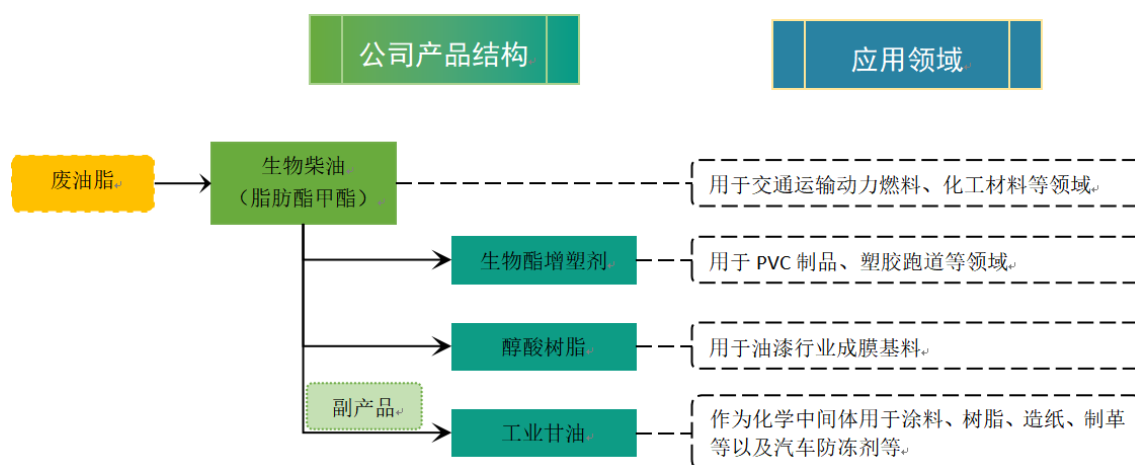 公司产品结构
应用领域
废油脂
生物柴油
（脂肪酯甲酯）
用于交通运输动力燃料、化工材料等领域
生物酯增塑剂
用于 PVC 制品、塑胶跑道等领域
醇酸树脂
用于油漆行业成膜基料
副产品
工业甘油
作为化学中间体用于涂料、树脂、造纸、制革
等以及汽车防冻剂等